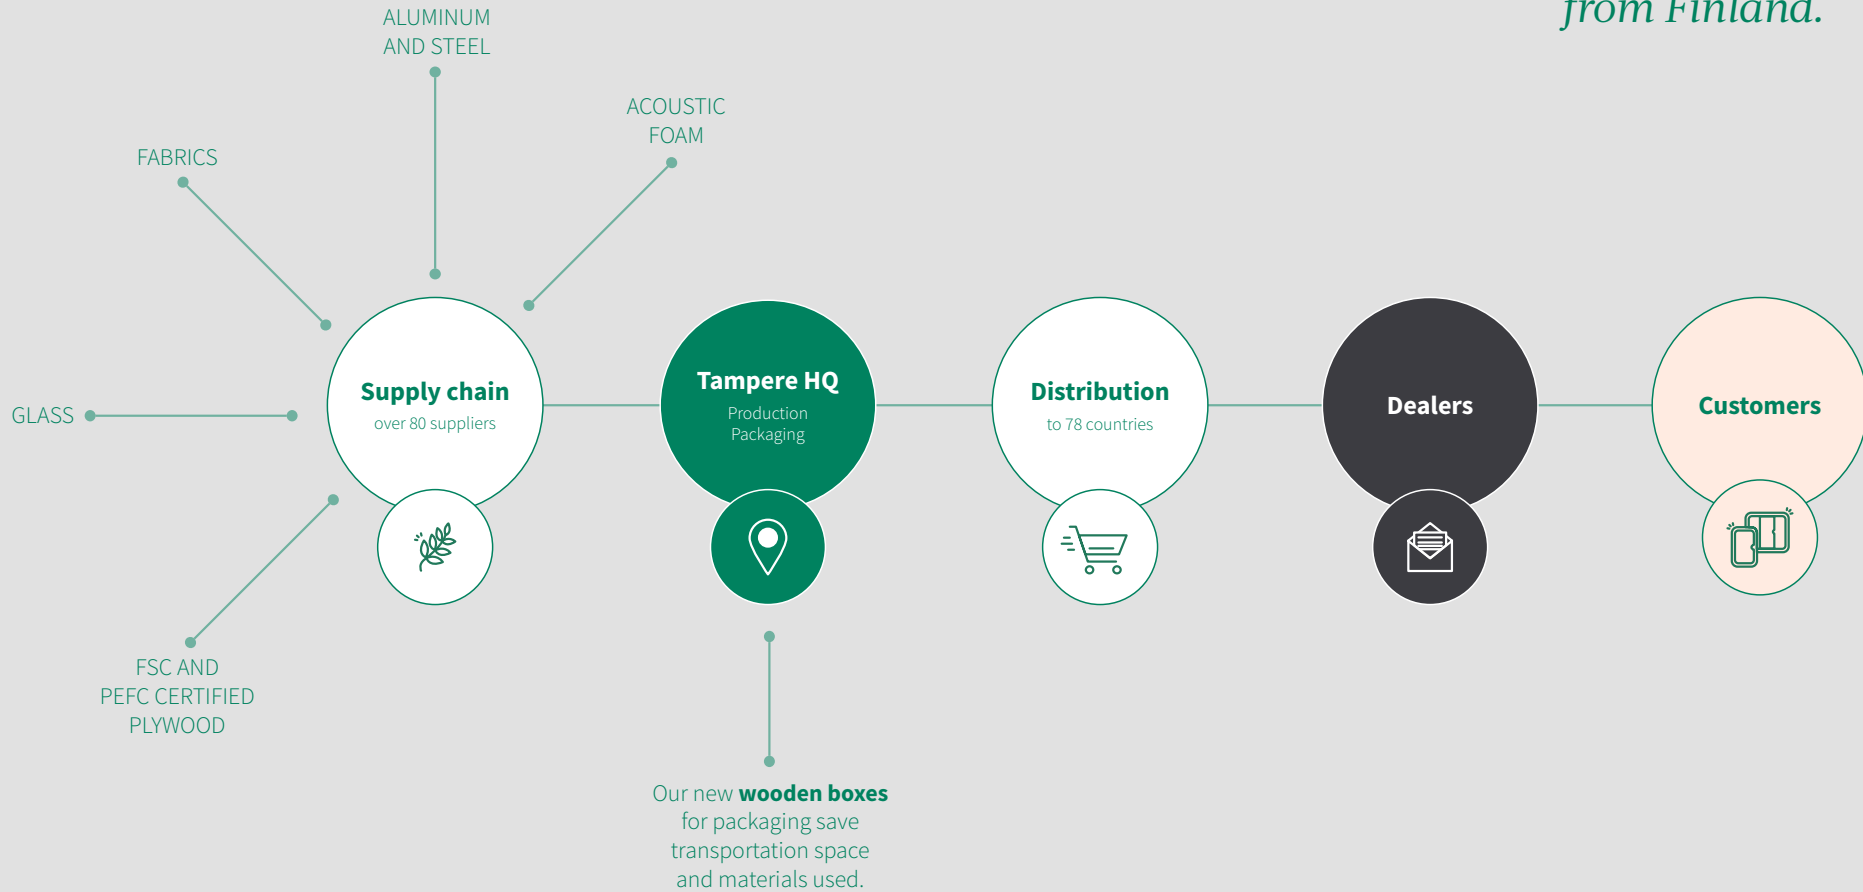 from Finland.
ALUMINUM
AND STEEL
ACOUSTIC
FOAM
FABRICS
GLASS
FSC AND
PEFC CERTIFIED
PLYWOOD
Supply chain
over 80 suppliers
Tampere HQ
Production
Packaging
Distribution
to 78 countries
Dealers
Customers
Our new wooden boxes
for packaging save
transportation space
and materials used.